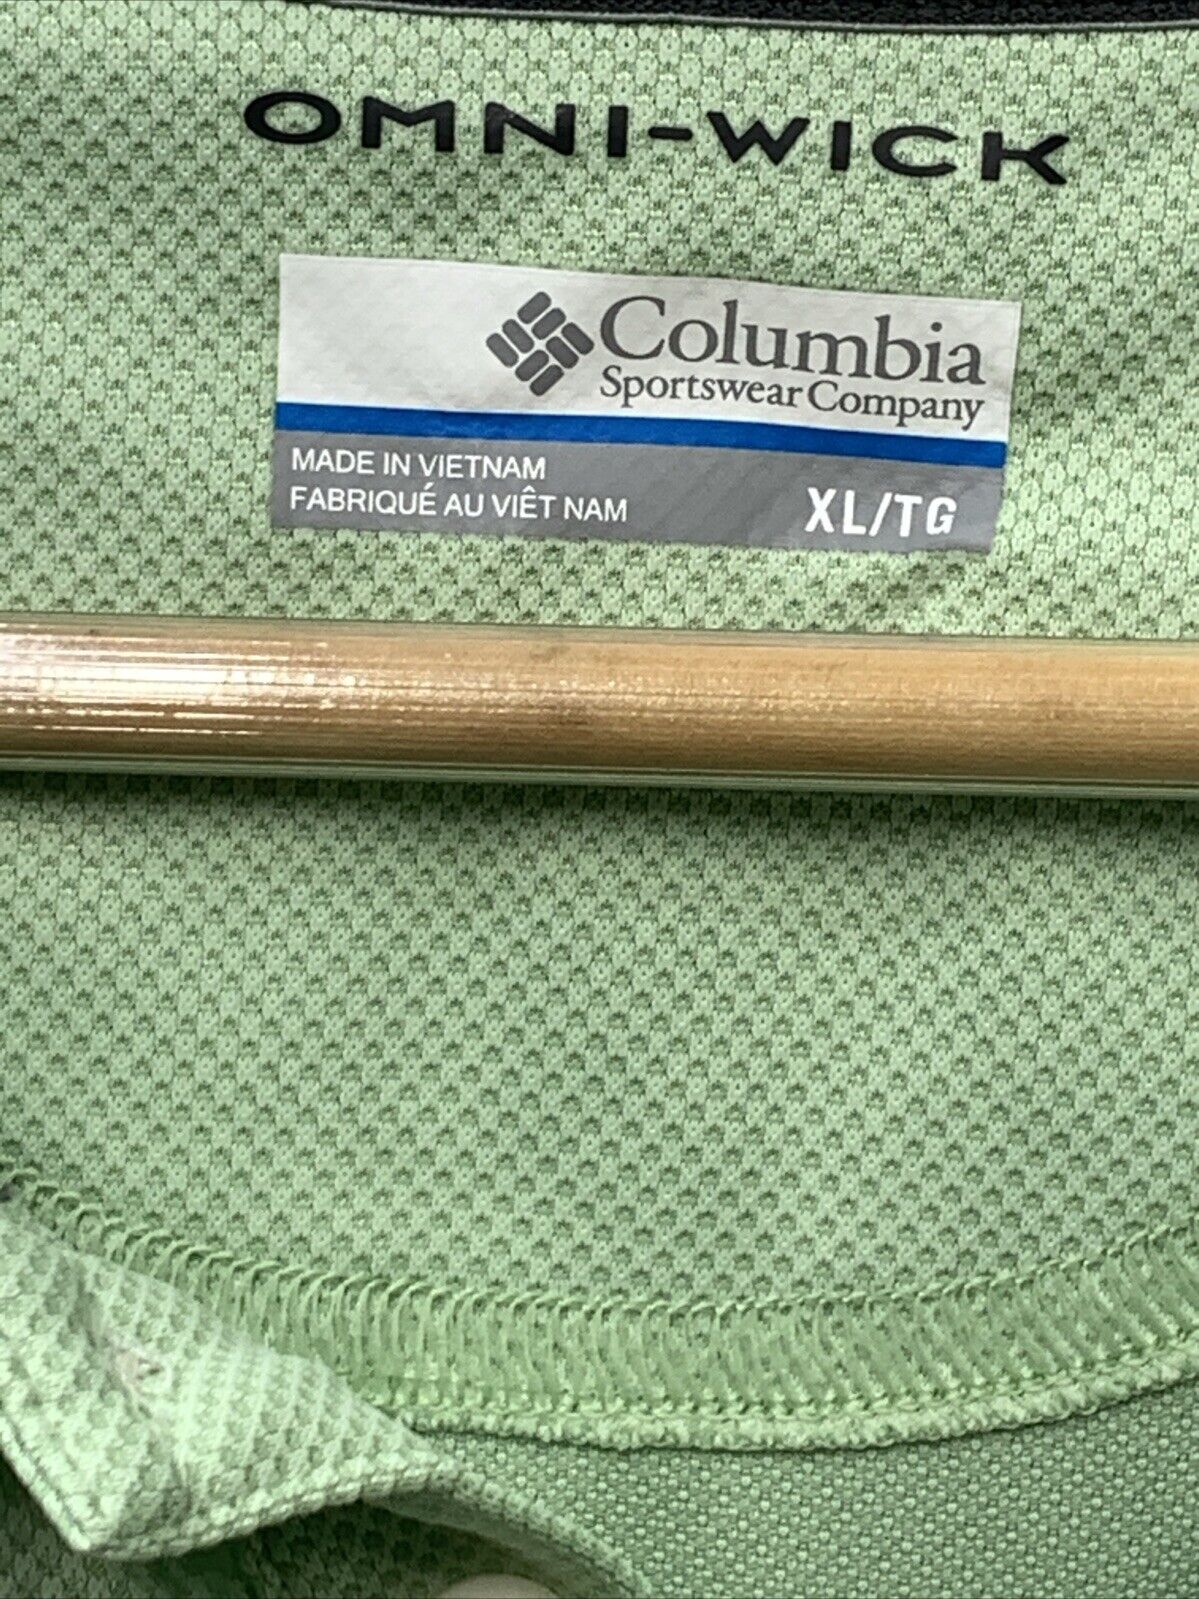 OMNI-WICK
Columbia
Sportswear Company
MADE IN VIETNAM
FABRIQUÉ AU VIÊT NAM
XL/TG